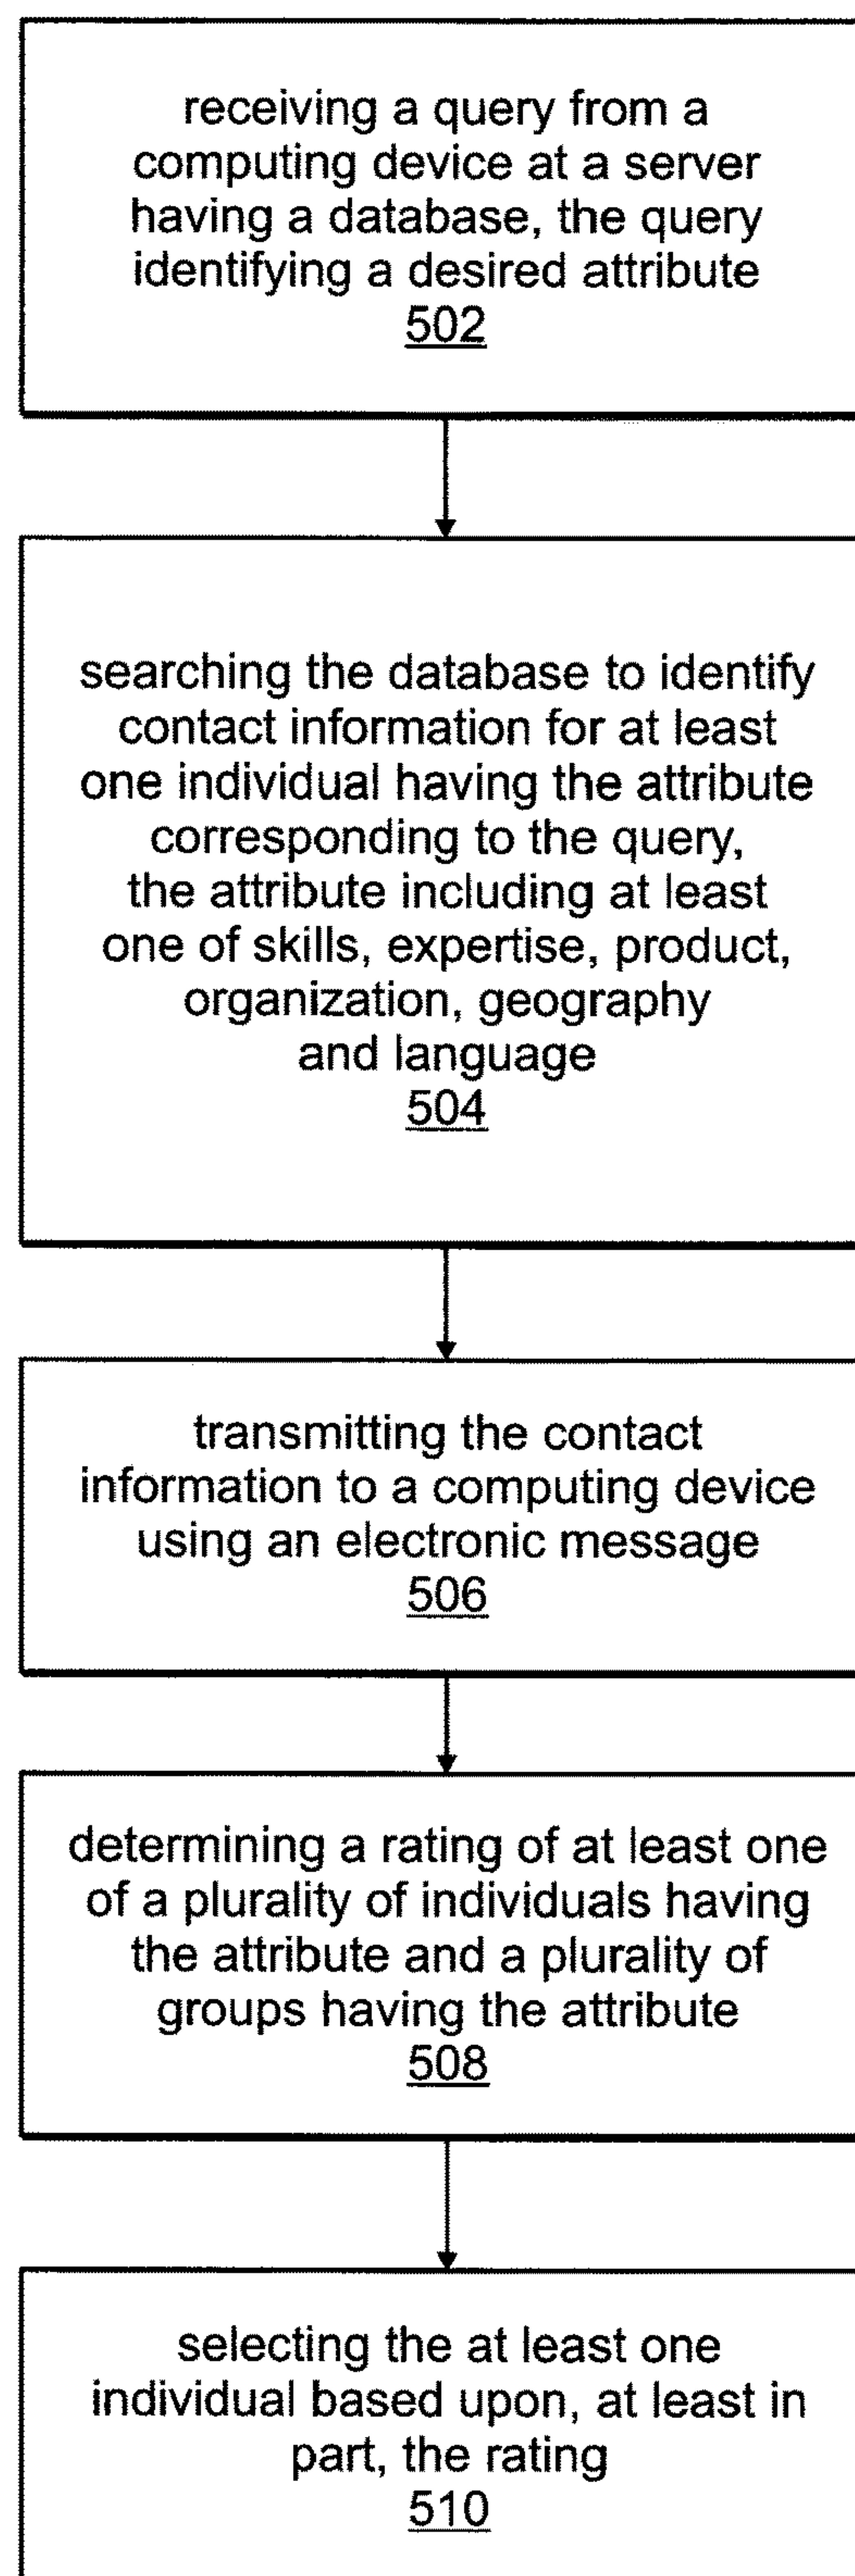 receiving a query from a
computing device at a server
having a database, the query
identifying a desired attribute
502
searching the database to identify
contact information for at least
one individual having the attribute
corresponding to the query,
the attribute including at least
one of skills, expertise, product,
organization, geography
and language
504
transmitting the contact
information to a computing device
using an electronic message
506
determining a rating of at least one
of a plurality of individuals having
the attribute and a plurality of
groups having the attribute
508
selecting the at least one
individual based upon, at least in
part, the rating
510